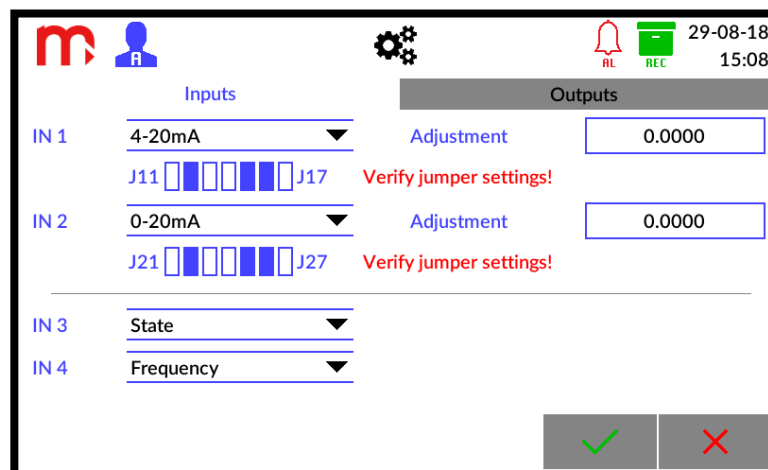 m A AL REC 29-08-18
15:08
Inputs Outputs
IN 1 4-20mA Adjustment 0.0000
J11 J17 Verify jumper settings!
IN 2 0-20mA Adjustment 0.0000
J21 J27 Verify jumper settings!
IN 3 State
IN 4 Frequency